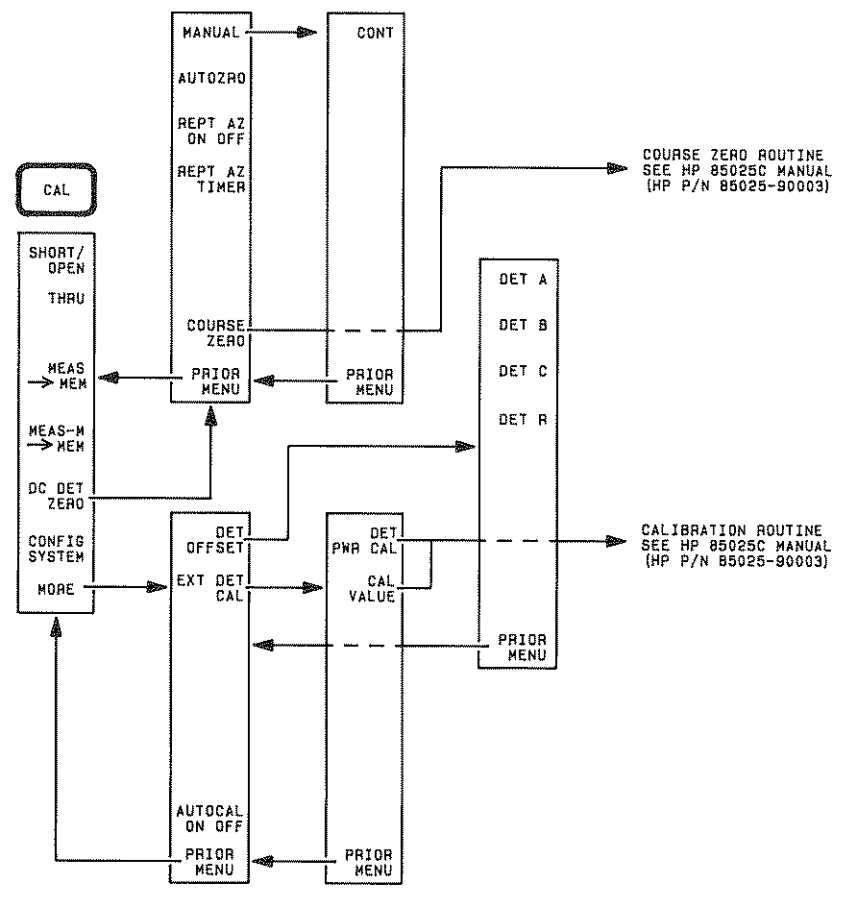 CAL
SHORT/
OPEN
THRU
MEAS
→ MEM
MEAS-M
→ MEM
DC DET
ZERO
CONFIG
SYSTEM
MORE
MANUAL
AUTOZRO
REPT AZ
ON OFF
REPT AZ
TIMER
COURSE
ZERO
PRIOR
MENU
CONT
PRIOR
MENU
COURSE ZERO ROUTINE
SEE HP 85025C MANUAL
(HP P/N 85025-90003)
DET
OFFSET
EXT DET
CAL
AUTOCAL
ON OFF
PRIOR
MENU
DET
PWR CAL
CAL
VALUE
PRIOR
MENU
DET A
DET B
DET C
DET R
PRIOR
MENU
CALIBRATION ROUTINE
SEE HP 85025C MANUAL
(HP P/N 85025-90003)